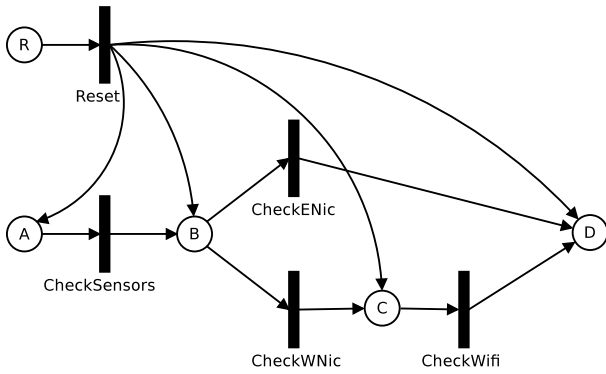 R
Reset
CheckENic
A
B
D
CheckSensors
C
CheckWNic
CheckWifi